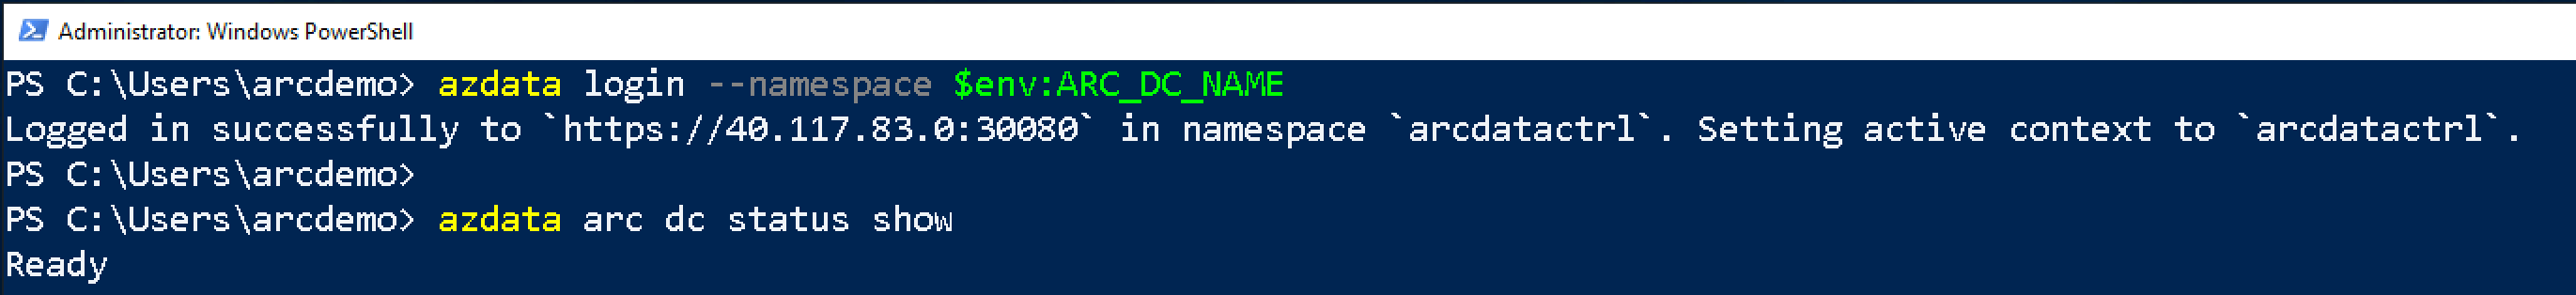 Administrator: Windows PowerShell
PS C:\Users\arcdemo> azdata login --namespace $env:ARC_DC_NAME
Logged in successfully to `https://40.117.83.0:30080` in namespace `arcdatactrl`. Setting active context to `arcdatactrl`.
PS C:\Users\arcdemo>
PS C:\Users\arcdemo> azdata arc dc status show
Ready